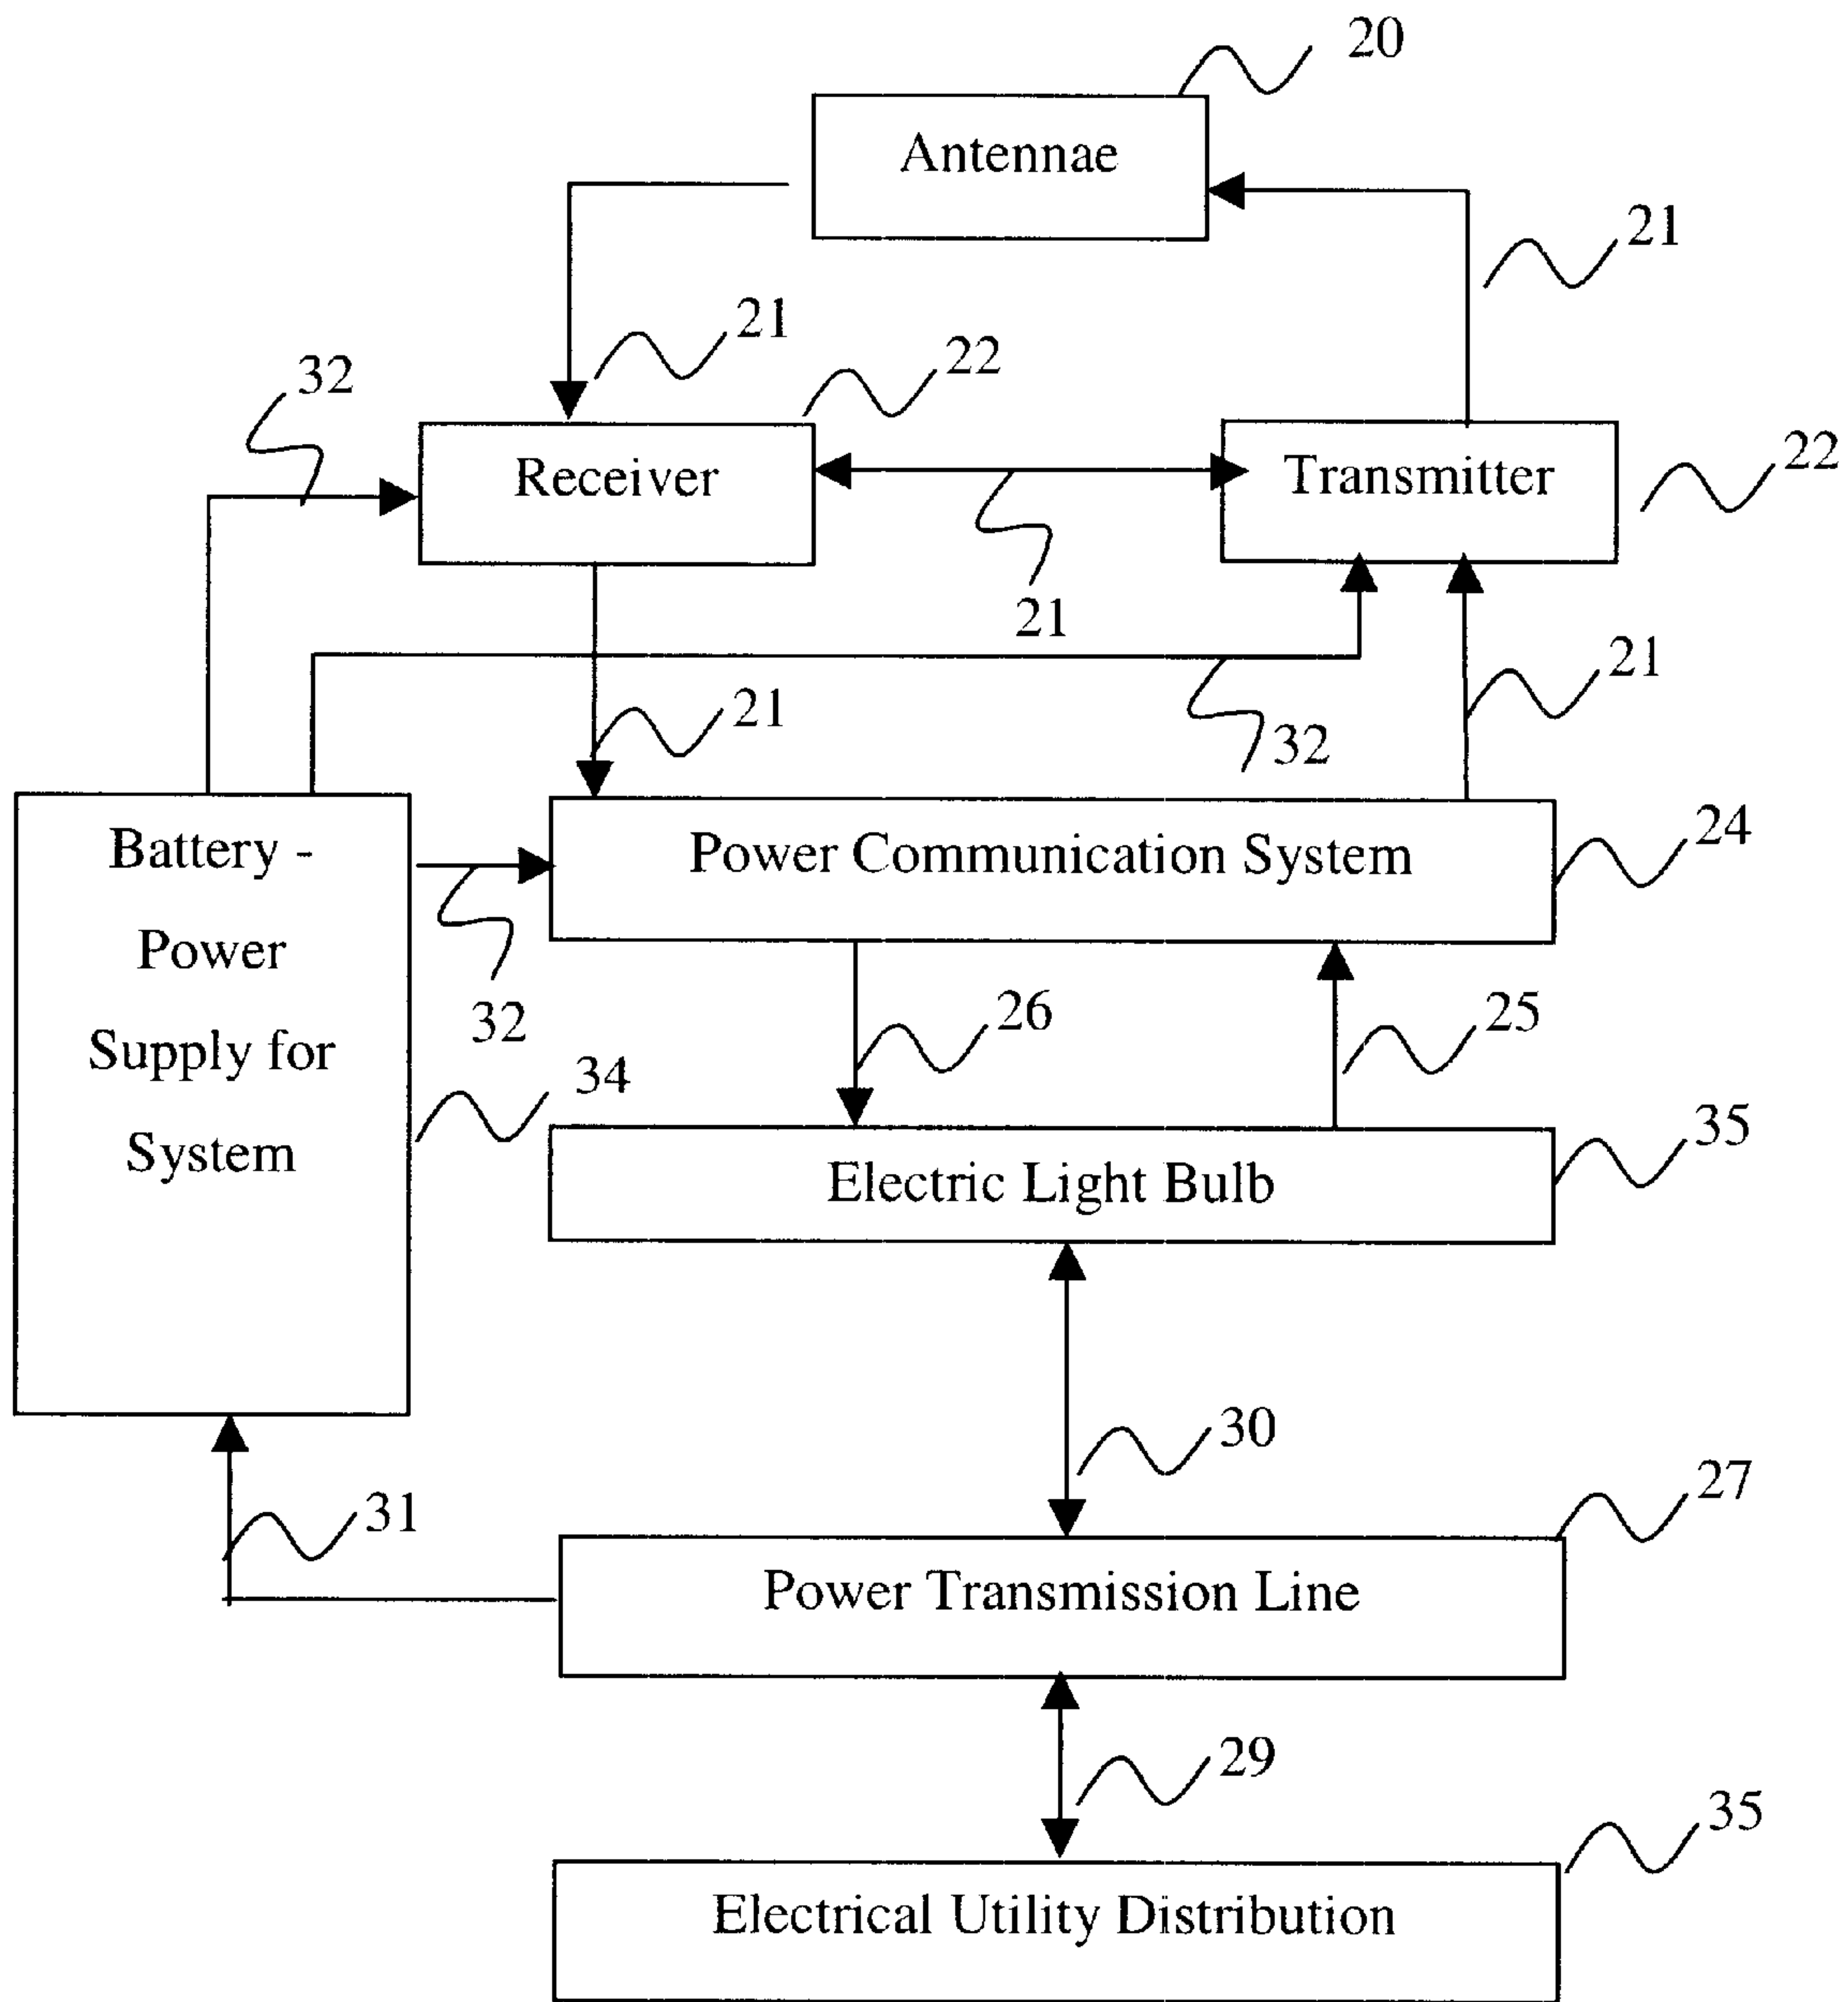 20
Antennae
21
21
22
32
Receiver
Transmitter
22
21
21
21
32
Battery -
Power
Supply for
System
Power Communication System
24
32
26
25
34
35
Electric Light Bulb
30
27
31
Power Transmission Line
29
35
Electrical Utility Distribution